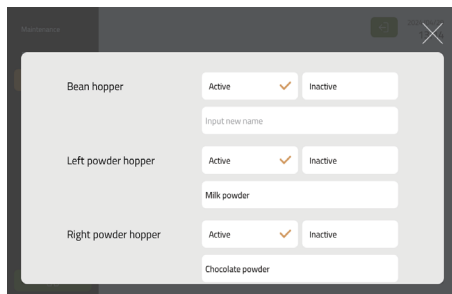 Maintenance
Bean hopper
Active
Inactive
Input new name
Left powder hopper
Active
Inactive
Milk powder
Right powder hopper
Active
Inactive
Chocolate powder